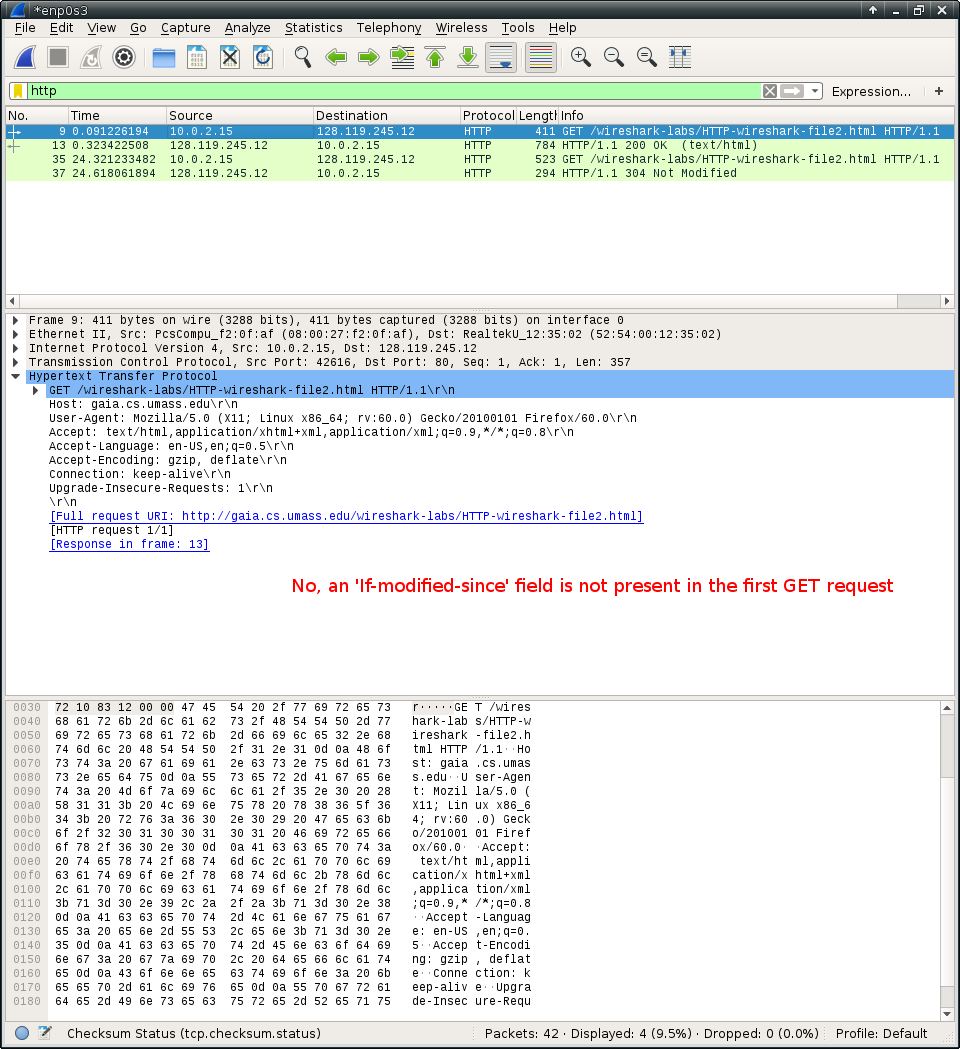 *enp0s3
File Edit View Go Capture Analyze Statistics Telephony Wireless Tools Help
http Expression... +
No. Time Source Destination Protocol Length Info
9 0.091226194 10.0.2.15 128.119.245.12 HTTP 411 GET /wireshark-labs/HTTP-wireshark-file2.html HTTP/1.1
13 0.323422508 128.119.245.12 10.0.2.15 HTTP 784 HTTP/1.1 200 OK (text/html)
35 24.321233482 10.0.2.15 128.119.245.12 HTTP 523 GET /wireshark-labs/HTTP-wireshark-file2.html HTTP/1.1
37 24.618061894 128.119.245.12 10.0.2.15 HTTP 294 HTTP/1.1 304 Not Modified
Frame 9: 411 bytes on wire (3288 bits), 411 bytes captured (3288 bits) on interface 0
Ethernet II, Src: PcsCompu_f2:0f:af (08:00:27:f2:0f:af), Dst: RealtekU_12:35:02 (52:54:00:12:35:02)
Internet Protocol Version 4, Src: 10.0.2.15, Dst: 128.119.245.12
Transmission Control Protocol, Src Port: 42616, Dst Port: 80, Seq: 1, Ack: 1, Len: 357
Hypertext Transfer Protocol
GET /wireshark-labs/HTTP-wireshark-file2.html HTTP/1.1\r\n
Host: gaia.cs.umass.edu\r\n
User-Agent: Mozilla/5.0 (X11; Linux x86_64; rv:60.0) Gecko/20100101 Firefox/60.0\r\n
Accept: text/html,application/xhtml+xml,application/xml;q=0.9,*/*;q=0.8\r\n
Accept-Language: en-US,en;q=0.5\r\n
Accept-Encoding: gzip, deflate\r\n
Connection: keep-alive\r\n
Upgrade-Insecure-Requests: 1\r\n
\r\n
[Full request URI: http://gaia.cs.umass.edu/wireshark-labs/HTTP-wireshark-file2.html]
[HTTP request 1/1]
[Response in frame: 13]
No, an 'If-modified-since' field is not present in the first GET request
0030 72 10 83 12 00 00 47 45 54 20 2f 77 69 72 65 73 r·····GE T /wires
0040 68 61 72 6b 2d 6c 61 62 73 2f 48 54 54 50 2d 77 hark-lab s/HTTP-w
0050 69 72 65 73 68 61 72 6b 2d 66 69 6c 65 32 2e 68 ireshark -file2.h
0060 74 6d 6c 20 48 54 54 50 2f 31 2e 31 0d 0a 48 6f tml HTTP /1.1··Ho
0070 73 74 3a 20 67 61 69 61 2e 63 73 2e 75 6d 61 73 st: gaia .cs.umas
0080 73 2e 65 64 75 0d 0a 55 73 65 72 2d 41 67 65 6e s.edu··U ser-Agen
0090 74 3a 20 4d 6f 7a 69 6c 6c 61 2f 35 2e 30 20 28 t: Mozil la/5.0 (
00a0 58 31 31 3b 20 4c 69 6e 75 78 20 78 38 36 5f 36 X11; Lin ux x86_6
00b0 34 3b 20 72 76 3a 36 30 2e 30 29 20 47 65 63 6b 4; rv:60 .0) Geck
00c0 6f 2f 32 30 31 30 30 31 30 31 20 46 69 72 65 66 o/201001 01 Firef
00d0 6f 78 2f 36 30 2e 30 0d 0a 41 63 63 65 70 74 3a ox/60.0· ·Accept:
00e0 20 74 65 78 74 2f 68 74 6d 6c 2c 61 70 70 6c 69 text/ht ml,appli
00f0 63 61 74 69 6f 6e 2f 78 68 74 6d 6c 2b 78 6d 6c cation/x html+xml
0100 2c 61 70 70 6c 69 63 61 74 69 6f 6e 2f 78 6d 6c ,applica tion/xml
0110 3b 71 3d 30 2e 39 2c 2a 2f 2a 3b 71 3d 30 2e 38 ;q=0.9,* /*;q=0.8
0120 0d 0a 41 63 63 65 70 74 2d 4c 61 6e 67 75 61 67 ··Accept -Languag
0130 65 3a 20 65 6e 2d 55 53 2c 65 6e 3b 71 3d 30 2e e: en-US ,en;q=0.
0140 35 0d 0a 41 63 63 65 70 74 2d 45 6e 63 6f 64 69 5··Accep t-Encodi
0150 6e 67 3a 20 67 7a 69 70 2c 20 64 65 66 6c 61 74 ng: gzip , deflat
0160 65 0d 0a 43 6f 6e 6e 65 63 74 69 6f 6e 3a 20 6b e··Conne ction: k
0170 65 65 70 2d 61 6c 69 76 65 0d 0a 55 70 67 72 61 eep-aliv e··Upgra
0180 64 65 2d 49 6e 73 65 63 75 72 65 2d 52 65 71 75 de-Insec ure-Requ
Checksum Status (tcp.checksum.status) Packets: 42 · Displayed: 4 (9.5%) · Dropped: 0 (0.0%) Profile: Default